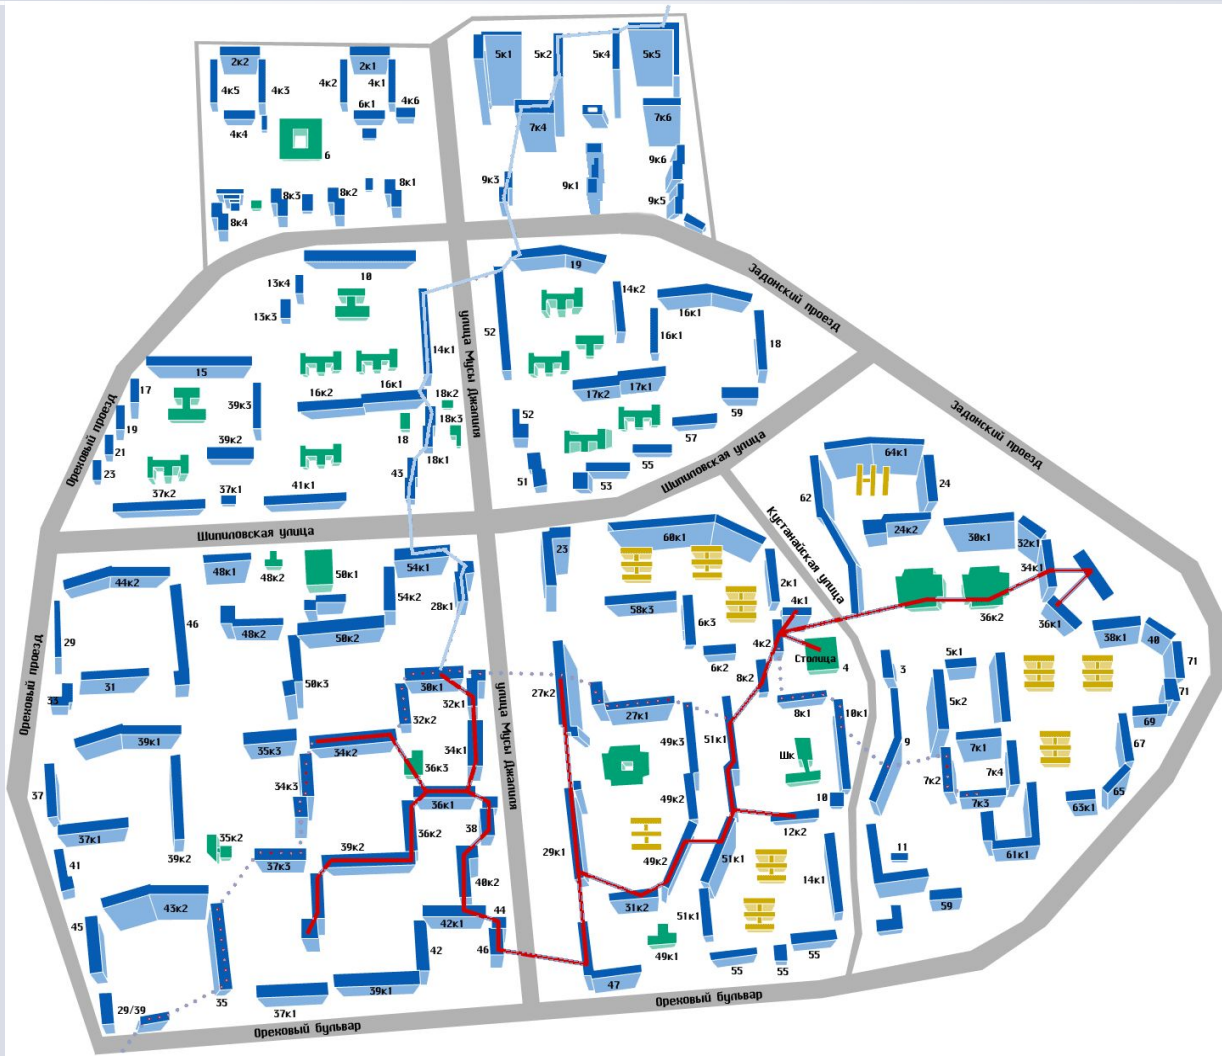 2к2
2к1
5к1
5к2
5к4
5к5
4к5
4к3
4к2
4к1
6к1
4к6
4к4
6
7к4
7к6
9к6
9к3
9к1
9к5
8к3
8к2
8к1
8к4
10
19
Задонский проезд
13к4
13к3
14к2
16к1
16к1
18
52
улица Мусы Джалиля
14к1
15
17
39к3
16к2
16к1
18к2
18к3
18
18к1
17к2
17к1
59
19
21
23
39к2
Ореховый проезд
52
57
55
51
53
43
37к2
37к1
41к1
Шипиловская улица
Шипиловская улица
Задонский проезд
Кустанайская улица
64к1
62
24
24к2
30к1
32к1
34к1
36к2
36к1
38к1
40
71
71
69
67
65
63к1
44к2
48к1
48к2
50к1
54к1
54к2
28к1
23
60к1
2к1
4к1
58к3
6к3
4к2
6к2
8к2
Столица
4
29
46
48к2
50к2
50к3
31
33
Ореховый проезд
30к1
32к1
32к2
улица Мусы Джалиля
27к2
27к1
8к1
10к1
3
5к1
5к2
9
39к1
35к3
34к2
34к1
36к3
49к3
51к1
Шк
7к1
7к2
7к4
7к3
37
34к3
36к1
36к2
38
49к2
10
12к2
61к1
37к1
35к2
39к2
37к3
39к2
40к2
29к1
49к2
51к1
14к1
11
41
43к2
45
42к1
44
46
42
31к2
51к1
49к1
59
55
55
55
29/39
35
37к1
39к1
47
Ореховый бульвар
Ореховый бульвар